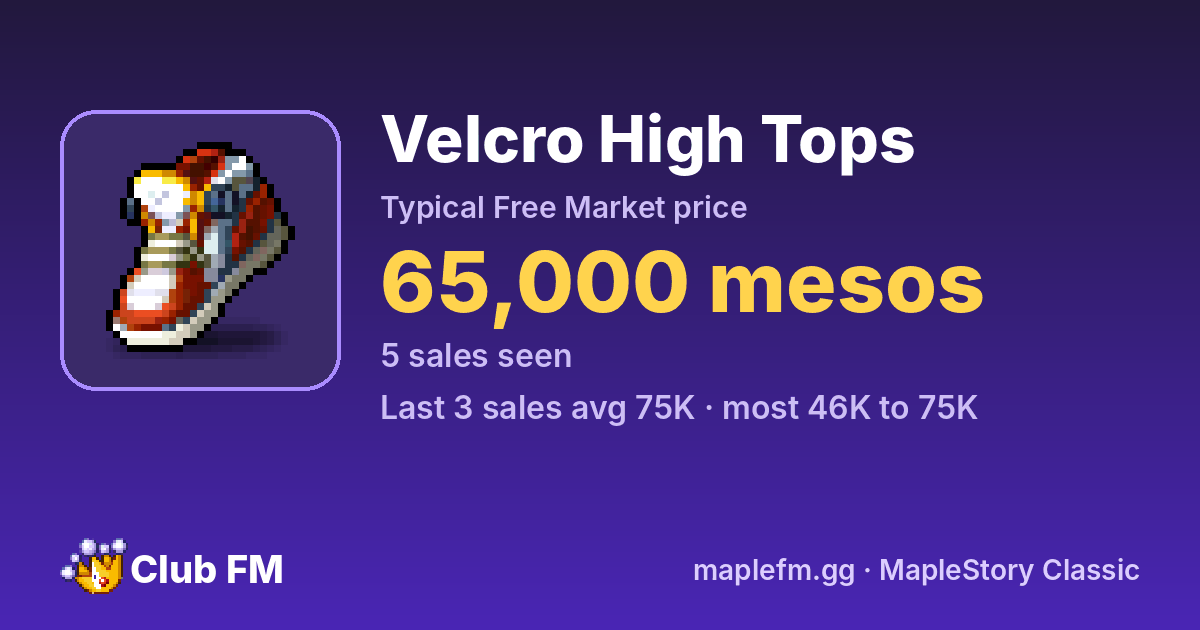 Velcro High Tops
Typical Free Market price
65,000 mesos
5 sales seen
Last 3 sales avg 75K · most 46K to 75K
Club FM
maplefm.gg · MapleStory Classic